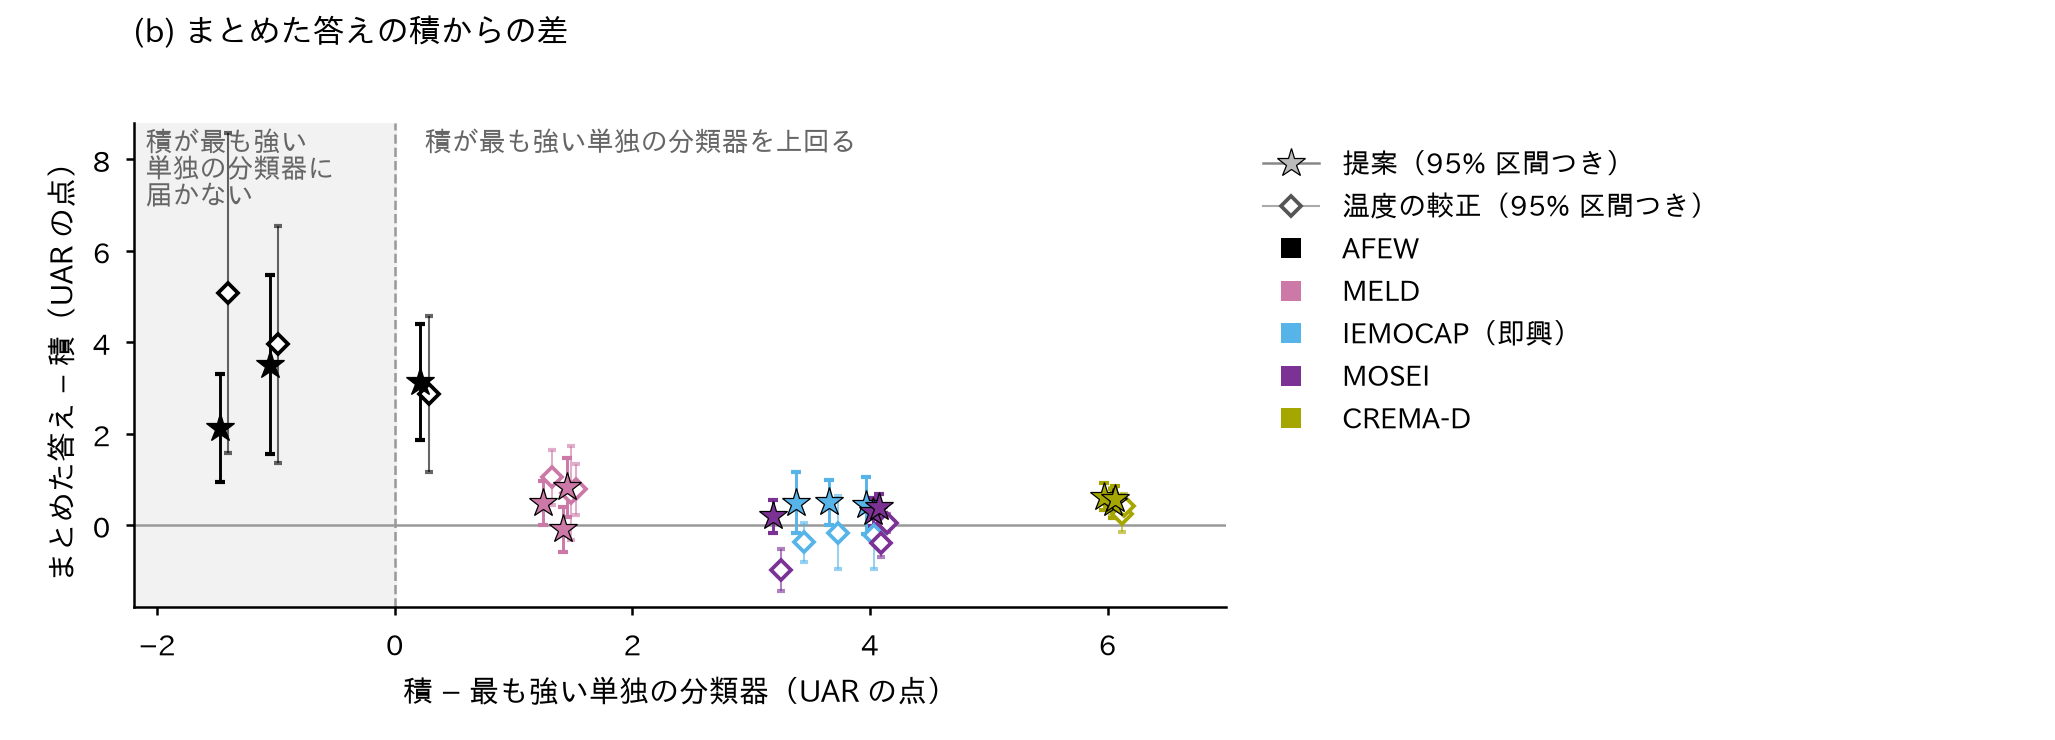 (b) まとめた答えの積からの差
積が最も強い
単独の分類器に
届かない
積が最も強い単独の分類器を上回る
まとめた答え − 積（UAR の点）
8
6
4
2
0
−2
0
2
4
6
積 − 最も強い単独の分類器（UAR の点）
提案（95% 区間つき）
温度の較正（95% 区間つき）
AFEW
MELD
IEMOCAP（即興）
MOSEI
CREMA-D